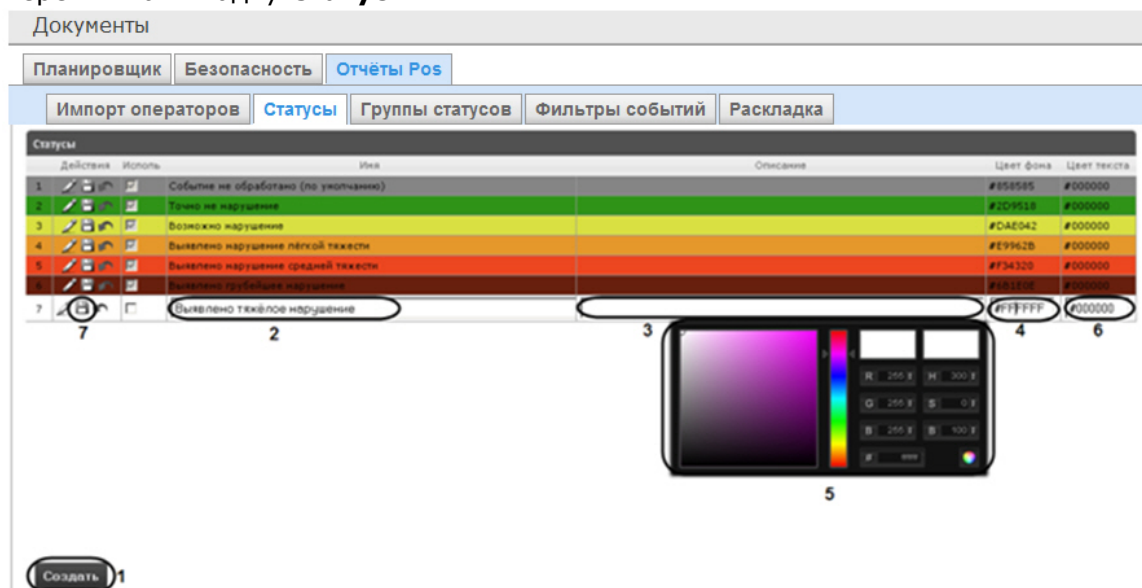 Документы
Планировщик Безопасность Отчёты Pos
Импорт операторов Статусы Группы статусов Фильтры событий Раскладка
Статусы
Действия Исполь Имя Описание Цвет фона Цвет текста
1 Событие не обработано (по умолчанию) #858585 #000000
2 Точно не нарушение #2D9518 #000000
3 Возможно нарушение #DAE042 #000000
4 Выявлено нарушение лёгкой тяжести #E9962B #000000
5 Выявлено нарушение средней тяжести #F34320 #000000
6 Выявлено грубейшее нарушение #6B1E0E #000000
7 Выявлено тяжёлое нарушение #FFFFFF #000000
7 2 3 4 6
R 255 H 300
G 255 S 0
B 255 B 100
# ffffff
5
Создать 1